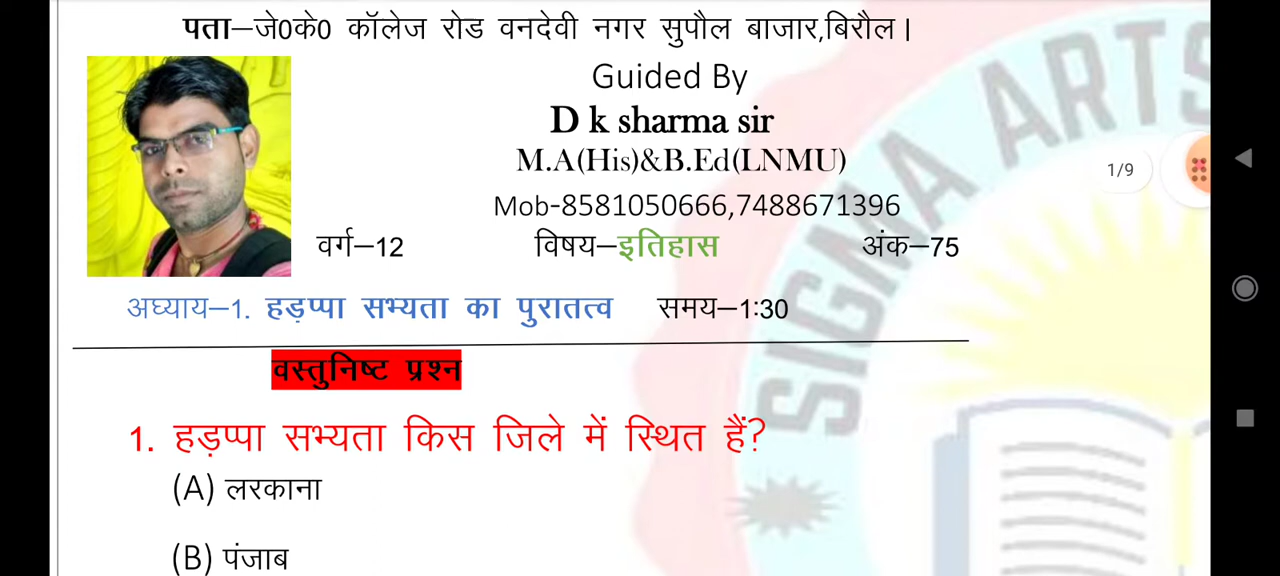 पता–जे0के0 कॉलेज रोड वनदेवी नगर सुपौल बाजार,बिरौल।
Guided By
D k sharma sir
M.A(His)&B.Ed(LNMU)
Mob-8581050666,7488671396
वर्ग–12 विषय–इतिहास अंक–75
अध्याय–1. हड़प्पा सभ्यता का पुरातत्व समय–1:30
वस्तुनिष्ट प्रश्न
1. हड़प्पा सभ्यता किस जिले में स्थित हैं?
(A) लरकाना
(B) पंजाब
SIGMA ARTS
1/9